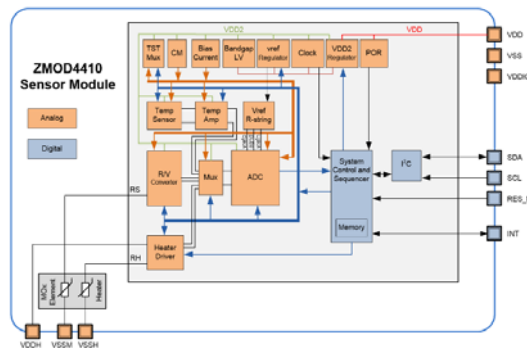 VDD2
VDD
TST
Mux
CM
Bias
Current
Bandgap
LV
vref
Regulator
Clock
VDD2
Regulator
POR
VDD
VSS
ZMOD4410
Sensor Module
Analog
Digital
Temp
Sensor
Temp
Amp
Vref
R-string
RS
R/V
Converter
Mux
ADC
System
Control and
Sequencer
Memory
I²C
SDA
SCL
INT
RH
Heater
Driver
MOx
Element
Heater
VDDH
VSSM
VSSH